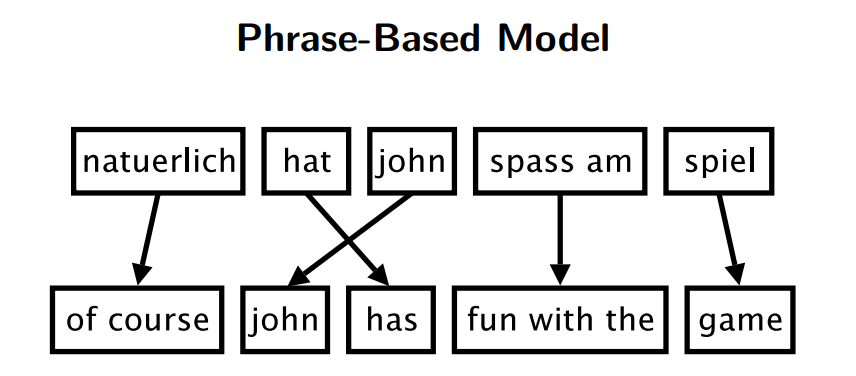 Phrase-Based Model
natuerlich hat john spass am spiel
of course john has fun with the game